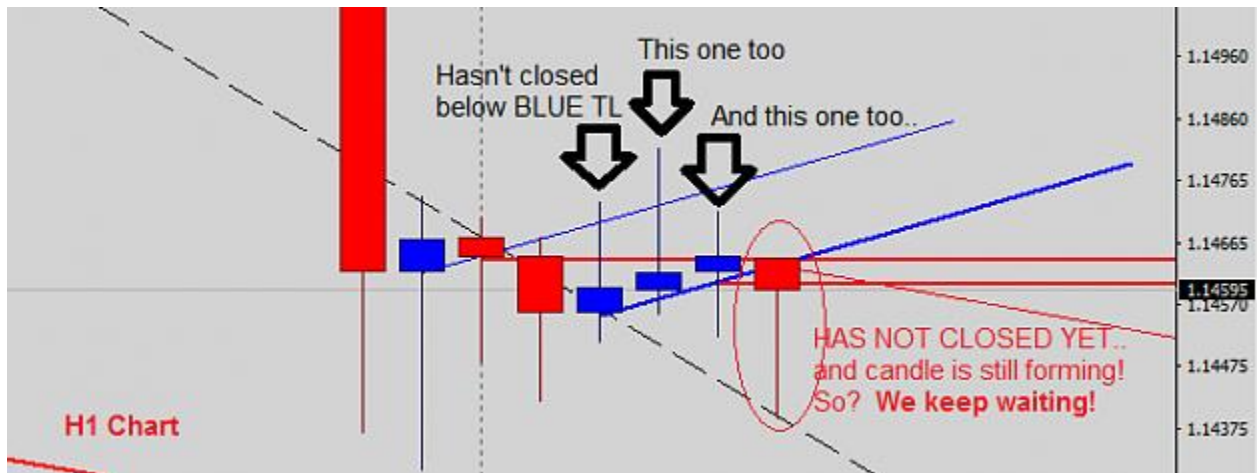 This one too
Hasn't closed
below BLUE TL
And this one too..
HAS NOT CLOSED YET..
and candle is still forming!
So? We keep waiting!
H1 Chart
1.14960
1.14860
1.14765
1.14665
1.14595
1.14570
1.14475
1.14375